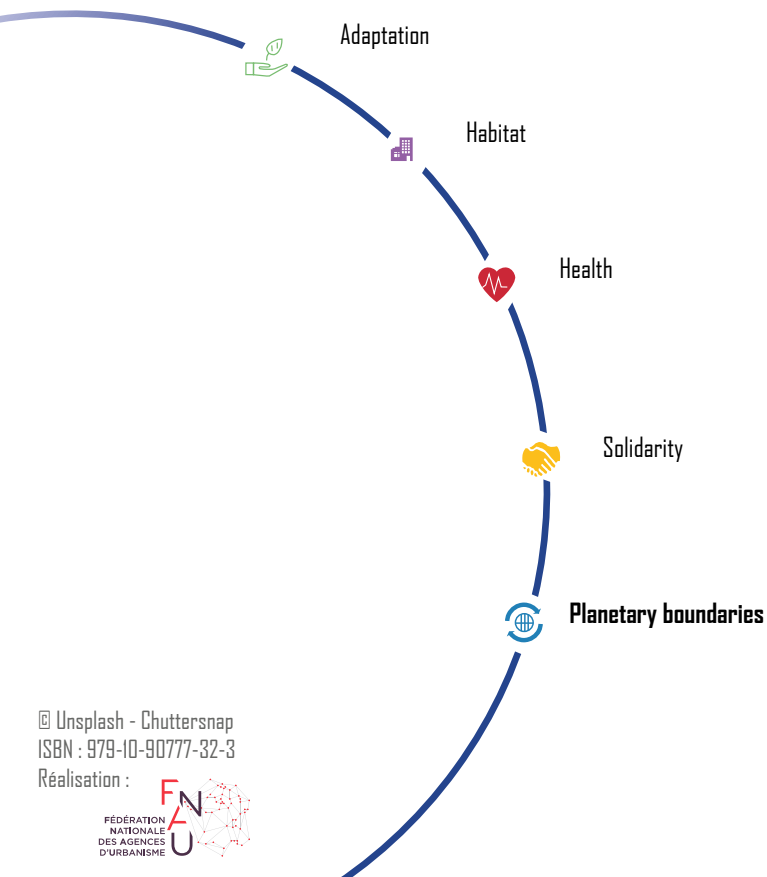 Adaptation
Habitat
Health
Solidarity
Planetary boundaries
© Unsplash - Chuttersnap
ISBN : 979-10-90777-32-3
Réalisation :
FNAU
FÉDÉRATION
NATIONALE
DES AGENCES
D'URBANISME